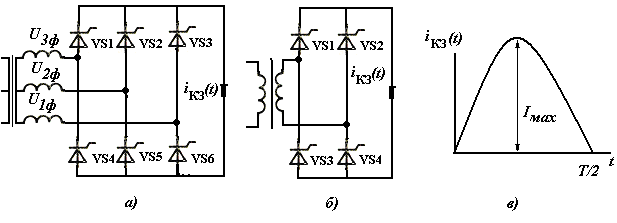 U3ф
U2ф
U1ф
VS1
VS2
VS3
VS4
VS5
VS6
iКЗ(t)
а)
VS1
VS2
iКЗ(t)
VS3
VS4
б)
iКЗ(t)
Iмах
T/2
t
в)